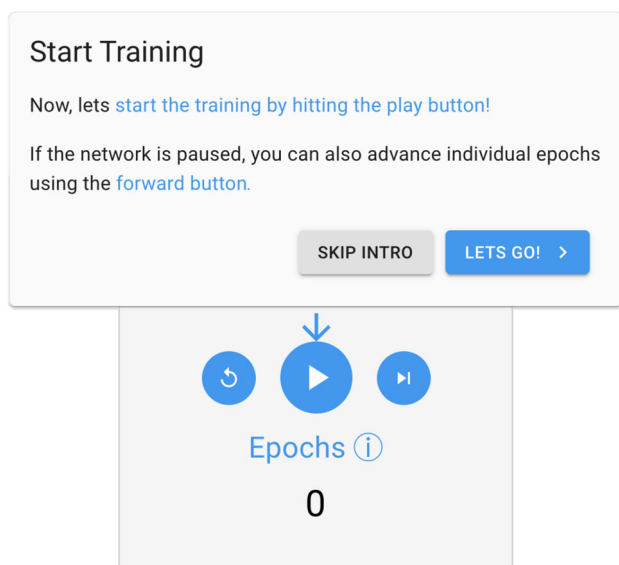 Start Training
Now, lets start the training by hitting the play button!
If the network is paused, you can also advance individual epochs
using the forward button.
SKIP INTRO
LETS GO!
Epochs
0